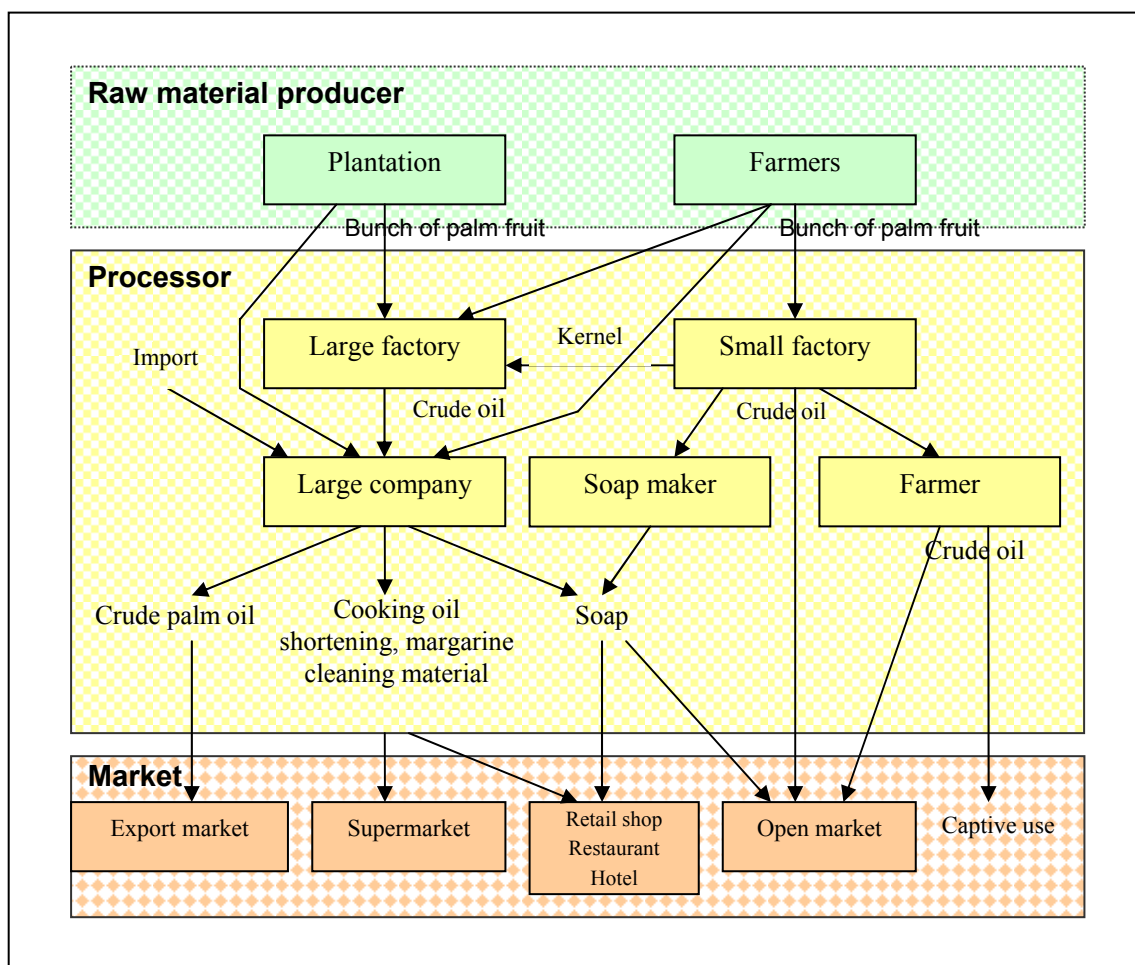 Raw material producer
Plantation
Farmers
Bunch of palm fruit
Bunch of palm fruit
Processor
Large factory
Kernel
Small factory
Import
Crude oil
Crude oil
Large company
Soap maker
Farmer
Crude oil
Crude palm oil
Cooking oil
shortening, margarine
cleaning material
Soap
Market
Export market
Supermarket
Retail shop
Restaurant
Hotel
Open market
Captive use